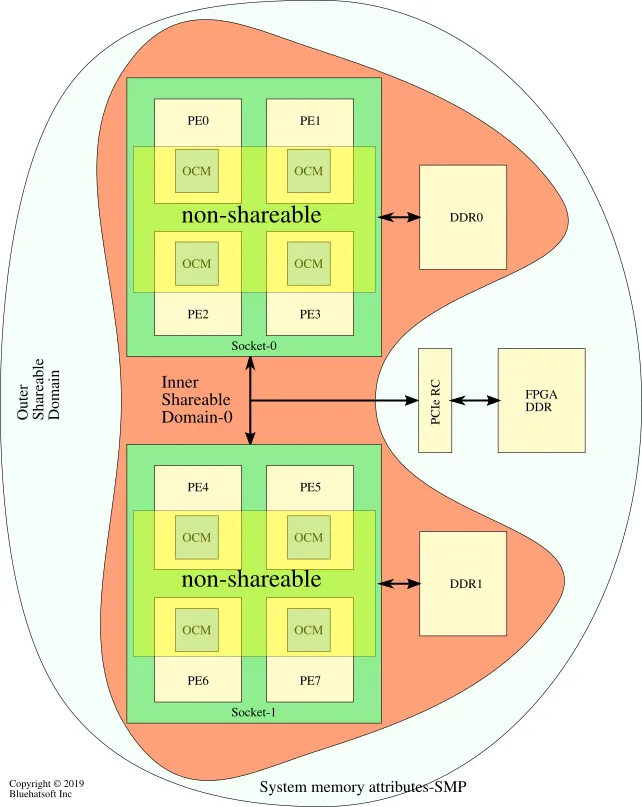 PE0
PE1
OCM
OCM
non-shareable
OCM
OCM
PE2
PE3
Socket-0
DDR0
Outer
Shareable
Domain
Inner
Shareable
Domain-0
PCIe RC
FPGA
DDR
PE4
PE5
OCM
OCM
non-shareable
OCM
OCM
PE6
PE7
Socket-1
DDR1
Copyright © 2019
Bluehatsoft Inc
System memory attributes-SMP